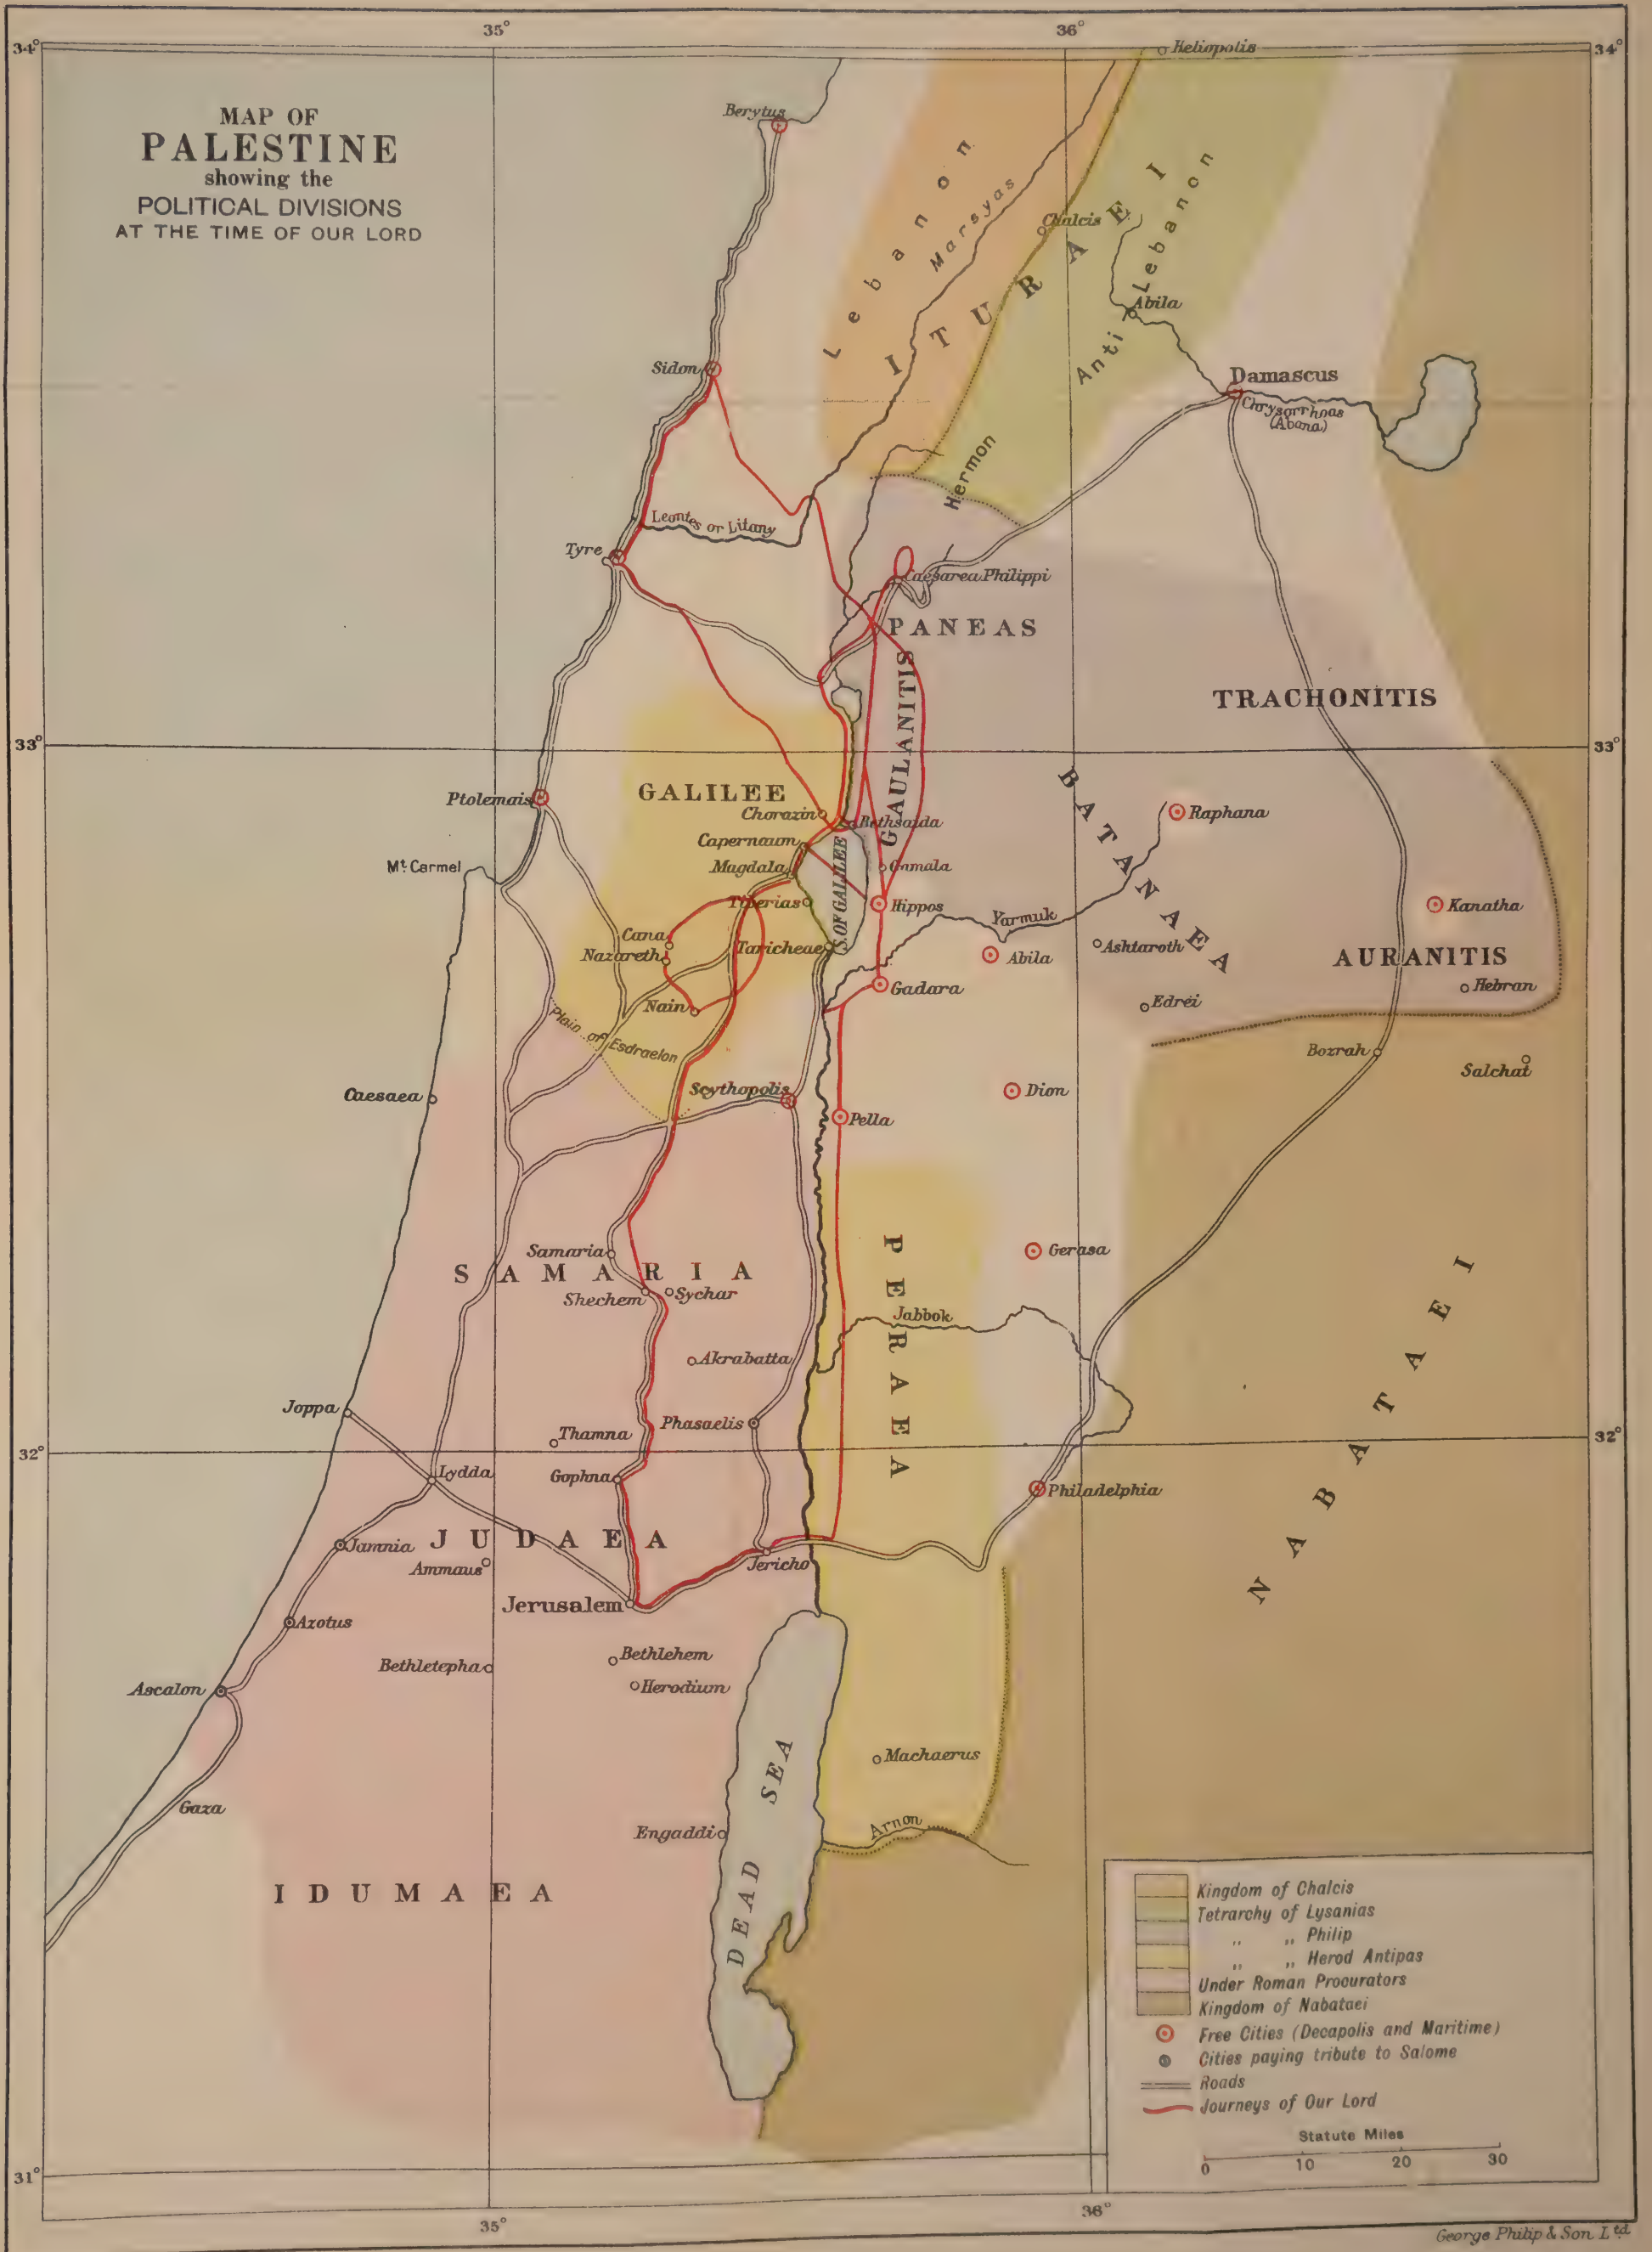 35°
36°
34°
34°
Heliopolis
MAP OF
PALESTINE
showing the
POLITICAL DIVISIONS
AT THE TIME OF OUR LORD
Berytus
Lebanon
Marsyas
Chalcis
ITURAEI
Anti Lebanon
Abila
Sidon
Damascus
Chrysorrhoas
(Abana)
Hermon
Leontes or Litany
Tyre
Caesarea Philippi
PANEAS
GAULANITIS
TRACHONITIS
33°
33°
BATANAEA
GALILEE
Ptolemais
Chorazin
Bethsaida
Raphana
Capernaum
Mt. Carmel
Magdala
S. OF GALILEE
Gamala
Tiberias
Hippos
Yarmuk
Kanatha
Cana
Nazareth
Taricheae
Abila
Ashtaroth
AURANITIS
Gadara
Hebran
Nain
Edrei
Plain of Esdraelon
Bozrah
Salchat
Caesaea
Scythopolis
Dion
Pella
PERAEA
Samaria
Gerasa
SAMARIA
Shechem
Sychar
Jabbok
NABATAEI
Akrabatta
Joppa
Phasaelis
Thamna
32°
32°
Lydda
Gophna
Philadelphia
JUDAEA
Jamnia
Ammaus
Jericho
Jerusalem
Azotus
Bethletepha
Bethlehem
Ascalon
Herodium
Machaerus
DEAD SEA
Gaza
Engaddi
Arnon
IDUMAEA
Kingdom of Chalcis
Tetrarchy of Lysanias
„ „ Philip
„ „ Herod Antipas
Under Roman Procurators
Kingdom of Nabataei
Free Cities (Decapolis and Maritime)
Cities paying tribute to Salome
Roads
Journeys of Our Lord
Statute Miles
0 10 20 30
31°
35°
36°
George Philip & Son Ltd